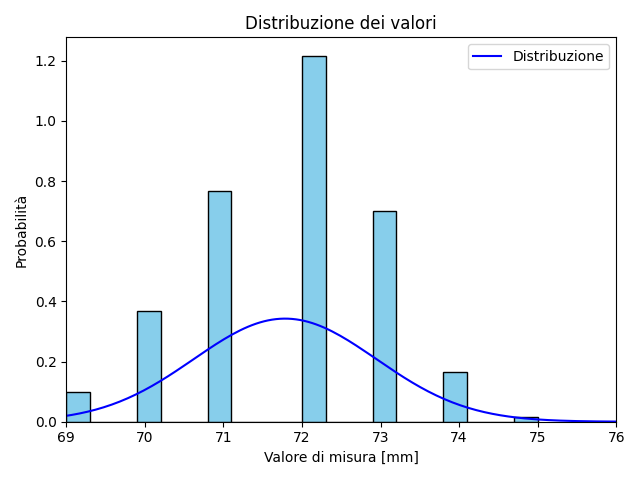 Distribuzione dei valori
Distribuzione
1.2
1.0
0.8
0.6
0.4
0.2
0.0
Probabilità
69 70 71 72 73 74 75 76
Valore di misura [mm]